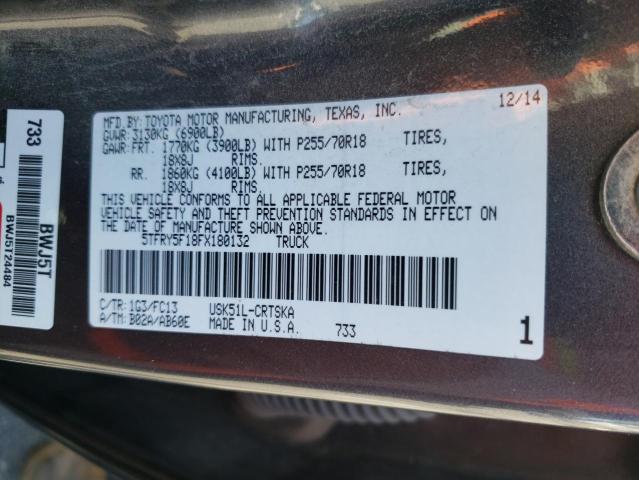 MFD.BY:TOYOTA MOTOR MANUFACTURING, TEXAS, INC. 12/14
GVWR:3130KG (6900LB)
GAWR:FRT. 1770KG (3900LB) WITH P255/70R18 TIRES,
18X8J RIMS.
RR. 1860KG (4100LB) WITH P255/70R18 TIRES,
18X8J RIMS.
THIS VEHICLE CONFORMS TO ALL APPLICABLE FEDERAL MOTOR
VEHICLE SAFETY AND THEFT PREVENTION STANDARDS IN EFFECT ON
THE DATE OF MANUFACTURE SHOWN ABOVE.
5TFRY5F18FX180132 TRUCK
C/TR:1G3/FC13 USK51L-CRTSKA
A/TM:B02A/AB60E MADE IN U.S.A. 733 1
733
BWJ5T
BWJ5T24484